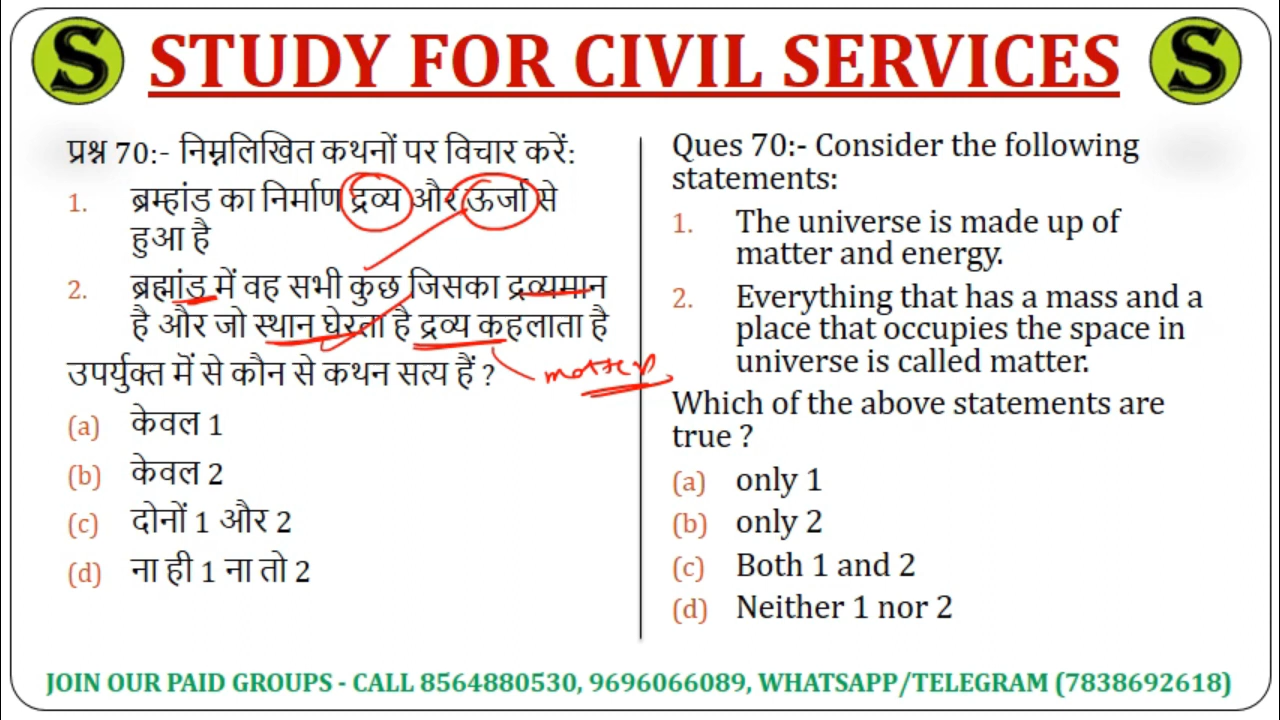 S STUDY FOR CIVIL SERVICES S
प्रश्न 70:- निम्नलिखित कथनों पर विचार करें:
1. ब्रम्हांड का निर्माण द्रव्य और ऊर्जा से
हुआ है
2. ब्रह्मांड में वह सभी कुछ जिसका द्रव्यमान
है और जो स्थान घेरता है द्रव्य कहलाता है
matter
उपर्युक्त में से कौन से कथन सत्य हैं ?
(a) केवल 1
(b) केवल 2
(c) दोनों 1 और 2
(d) ना ही 1 ना तो 2
Ques 70:- Consider the following
statements:
1. The universe is made up of
matter and energy.
2. Everything that has a mass and a
place that occupies the space in
universe is called matter.
Which of the above statements are
true ?
(a) only 1
(b) only 2
(c) Both 1 and 2
(d) Neither 1 nor 2
JOIN OUR PAID GROUPS - CALL 8564880530, 9696066089, WHATSAPP/TELEGRAM (7838692618)